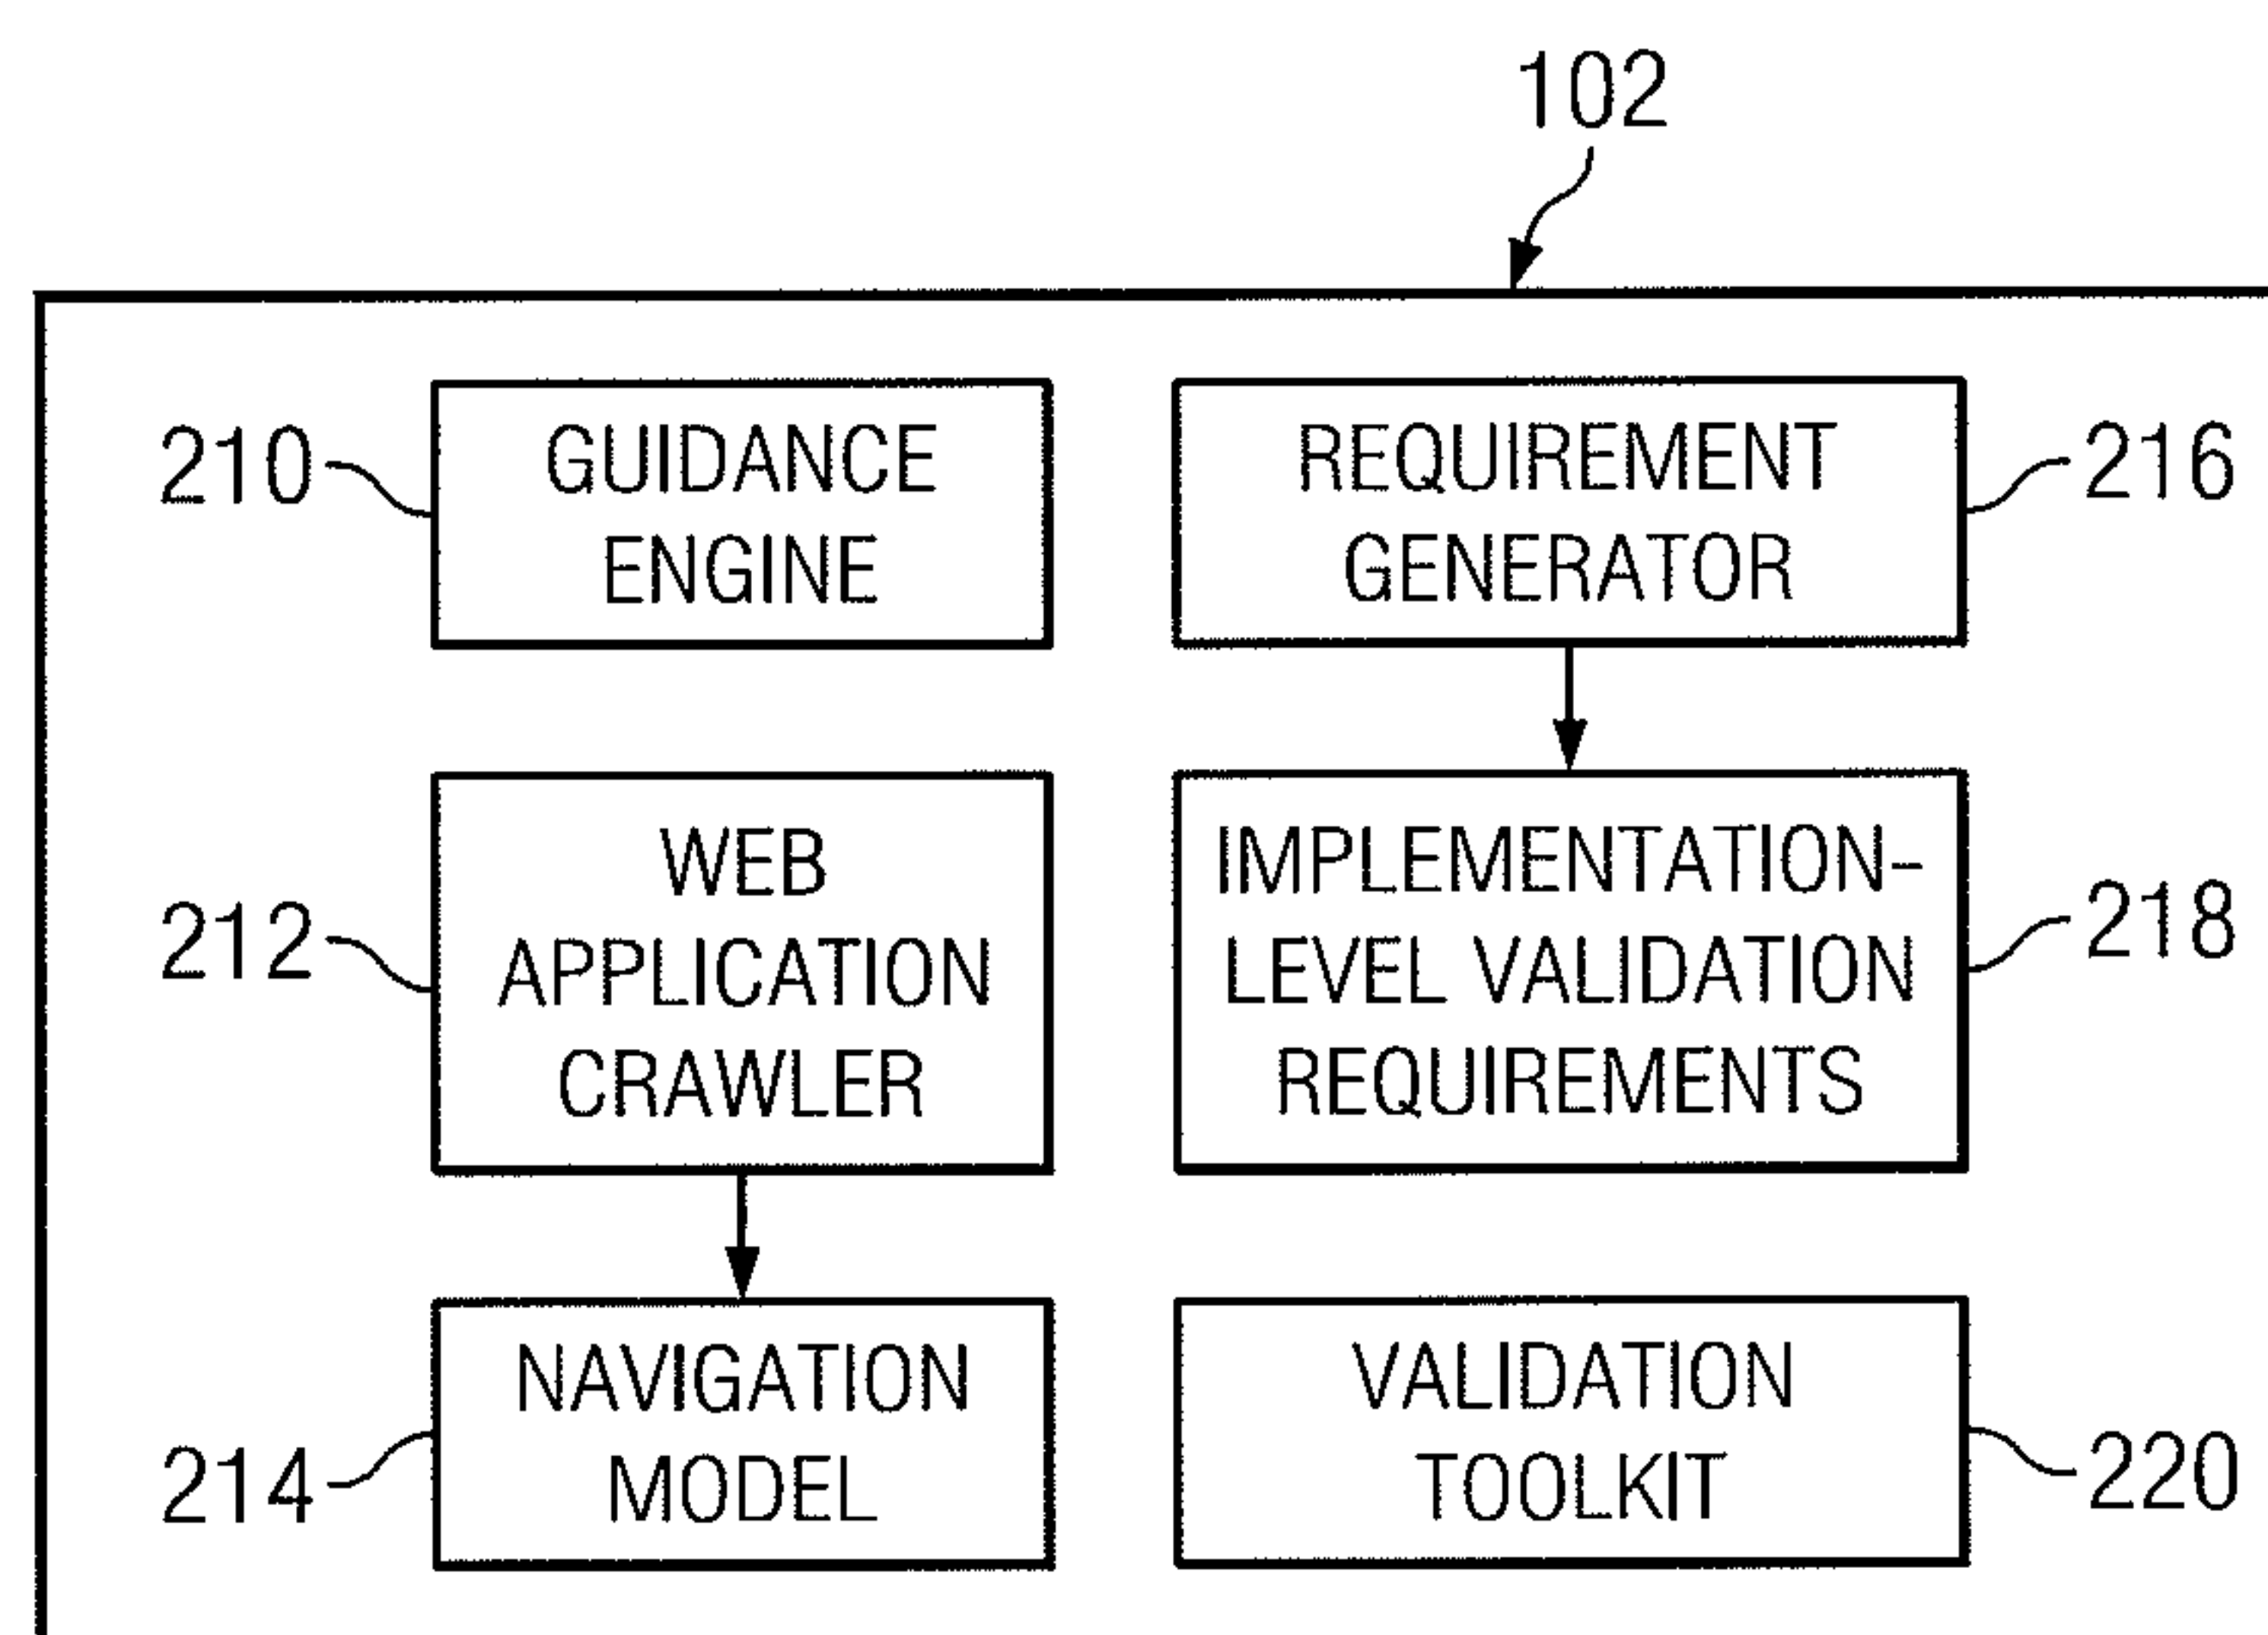 102
210
GUIDANCE
ENGINE
REQUIREMENT
GENERATOR
216
212
WEB
APPLICATION
CRAWLER
IMPLEMENTATION-
LEVEL VALIDATION
REQUIREMENTS
218
214
NAVIGATION
MODEL
VALIDATION
TOOLKIT
220